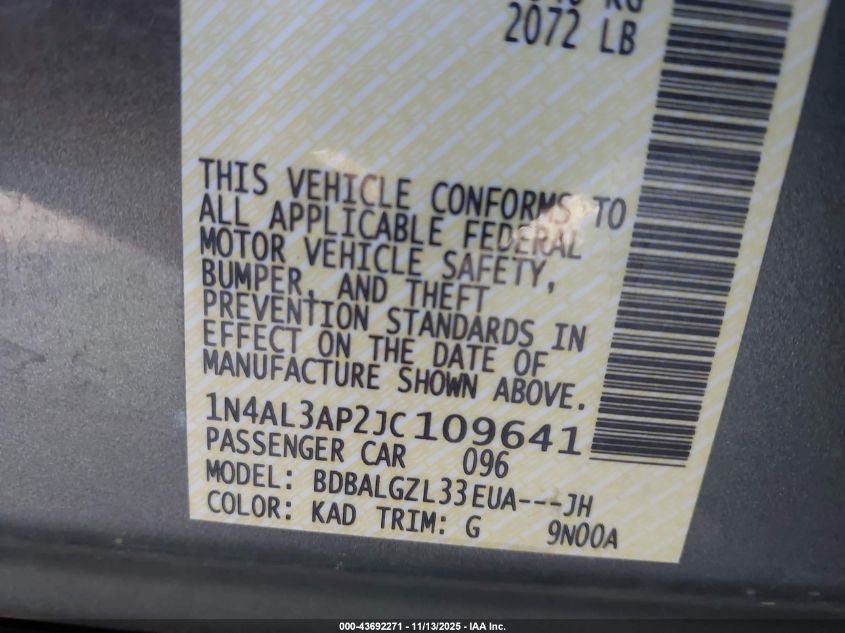 2072 LB
THIS VEHICLE CONFORMS TO
ALL APPLICABLE FEDERAL
MOTOR VEHICLE SAFETY,
BUMPER, AND THEFT
PREVENTION STANDARDS IN
EFFECT ON THE DATE OF
MANUFACTURE SHOWN ABOVE.
1N4AL3AP2JC109641
PASSENGER CAR 096
MODEL: BDBALGZL33EUA---JH
COLOR: KAD TRIM: G 9N00A
000-43692271 - 11/13/2025 - IAA Inc.